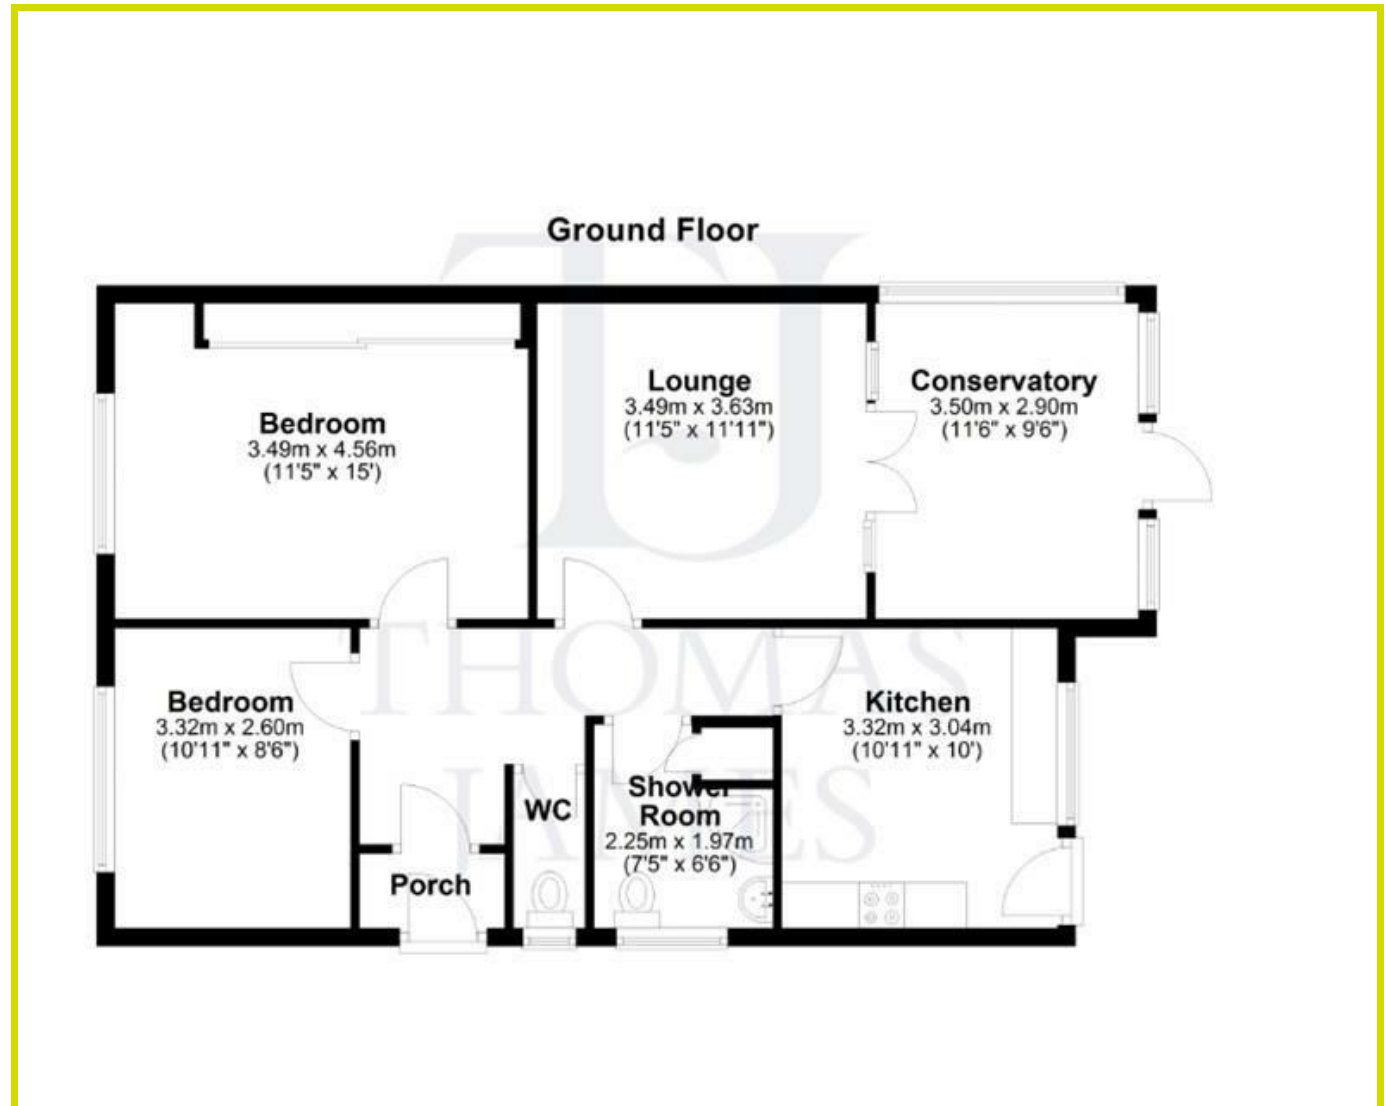 Ground Floor
Bedroom
3.49m x 4.56m
(11'5" x 15')
Lounge
3.49m x 3.63m
(11'5" x 11'11")
Conservatory
3.50m x 2.90m
(11'6" x 9'6")
Bedroom
3.32m x 2.60m
(10'11" x 8'6")
Kitchen
3.32m x 3.04m
(10'11" x 10')
WC
Shower
Room
2.25m x 1.97m
(7'5" x 6'6")
Porch
TJ
THOMAS
JAMES